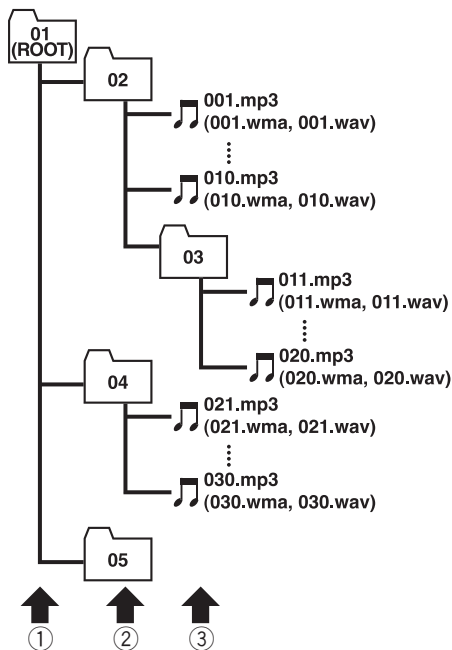 01
(ROOT)
02
001.mp3
(001.wma, 001.wav)
010.mp3
(010.wma, 010.wav)
03
011.mp3
(011.wma, 011.wav)
020.mp3
(020.wma, 020.wav)
04
021.mp3
(021.wma, 021.wav)
030.mp3
(030.wma, 030.wav)
05
① ② ③